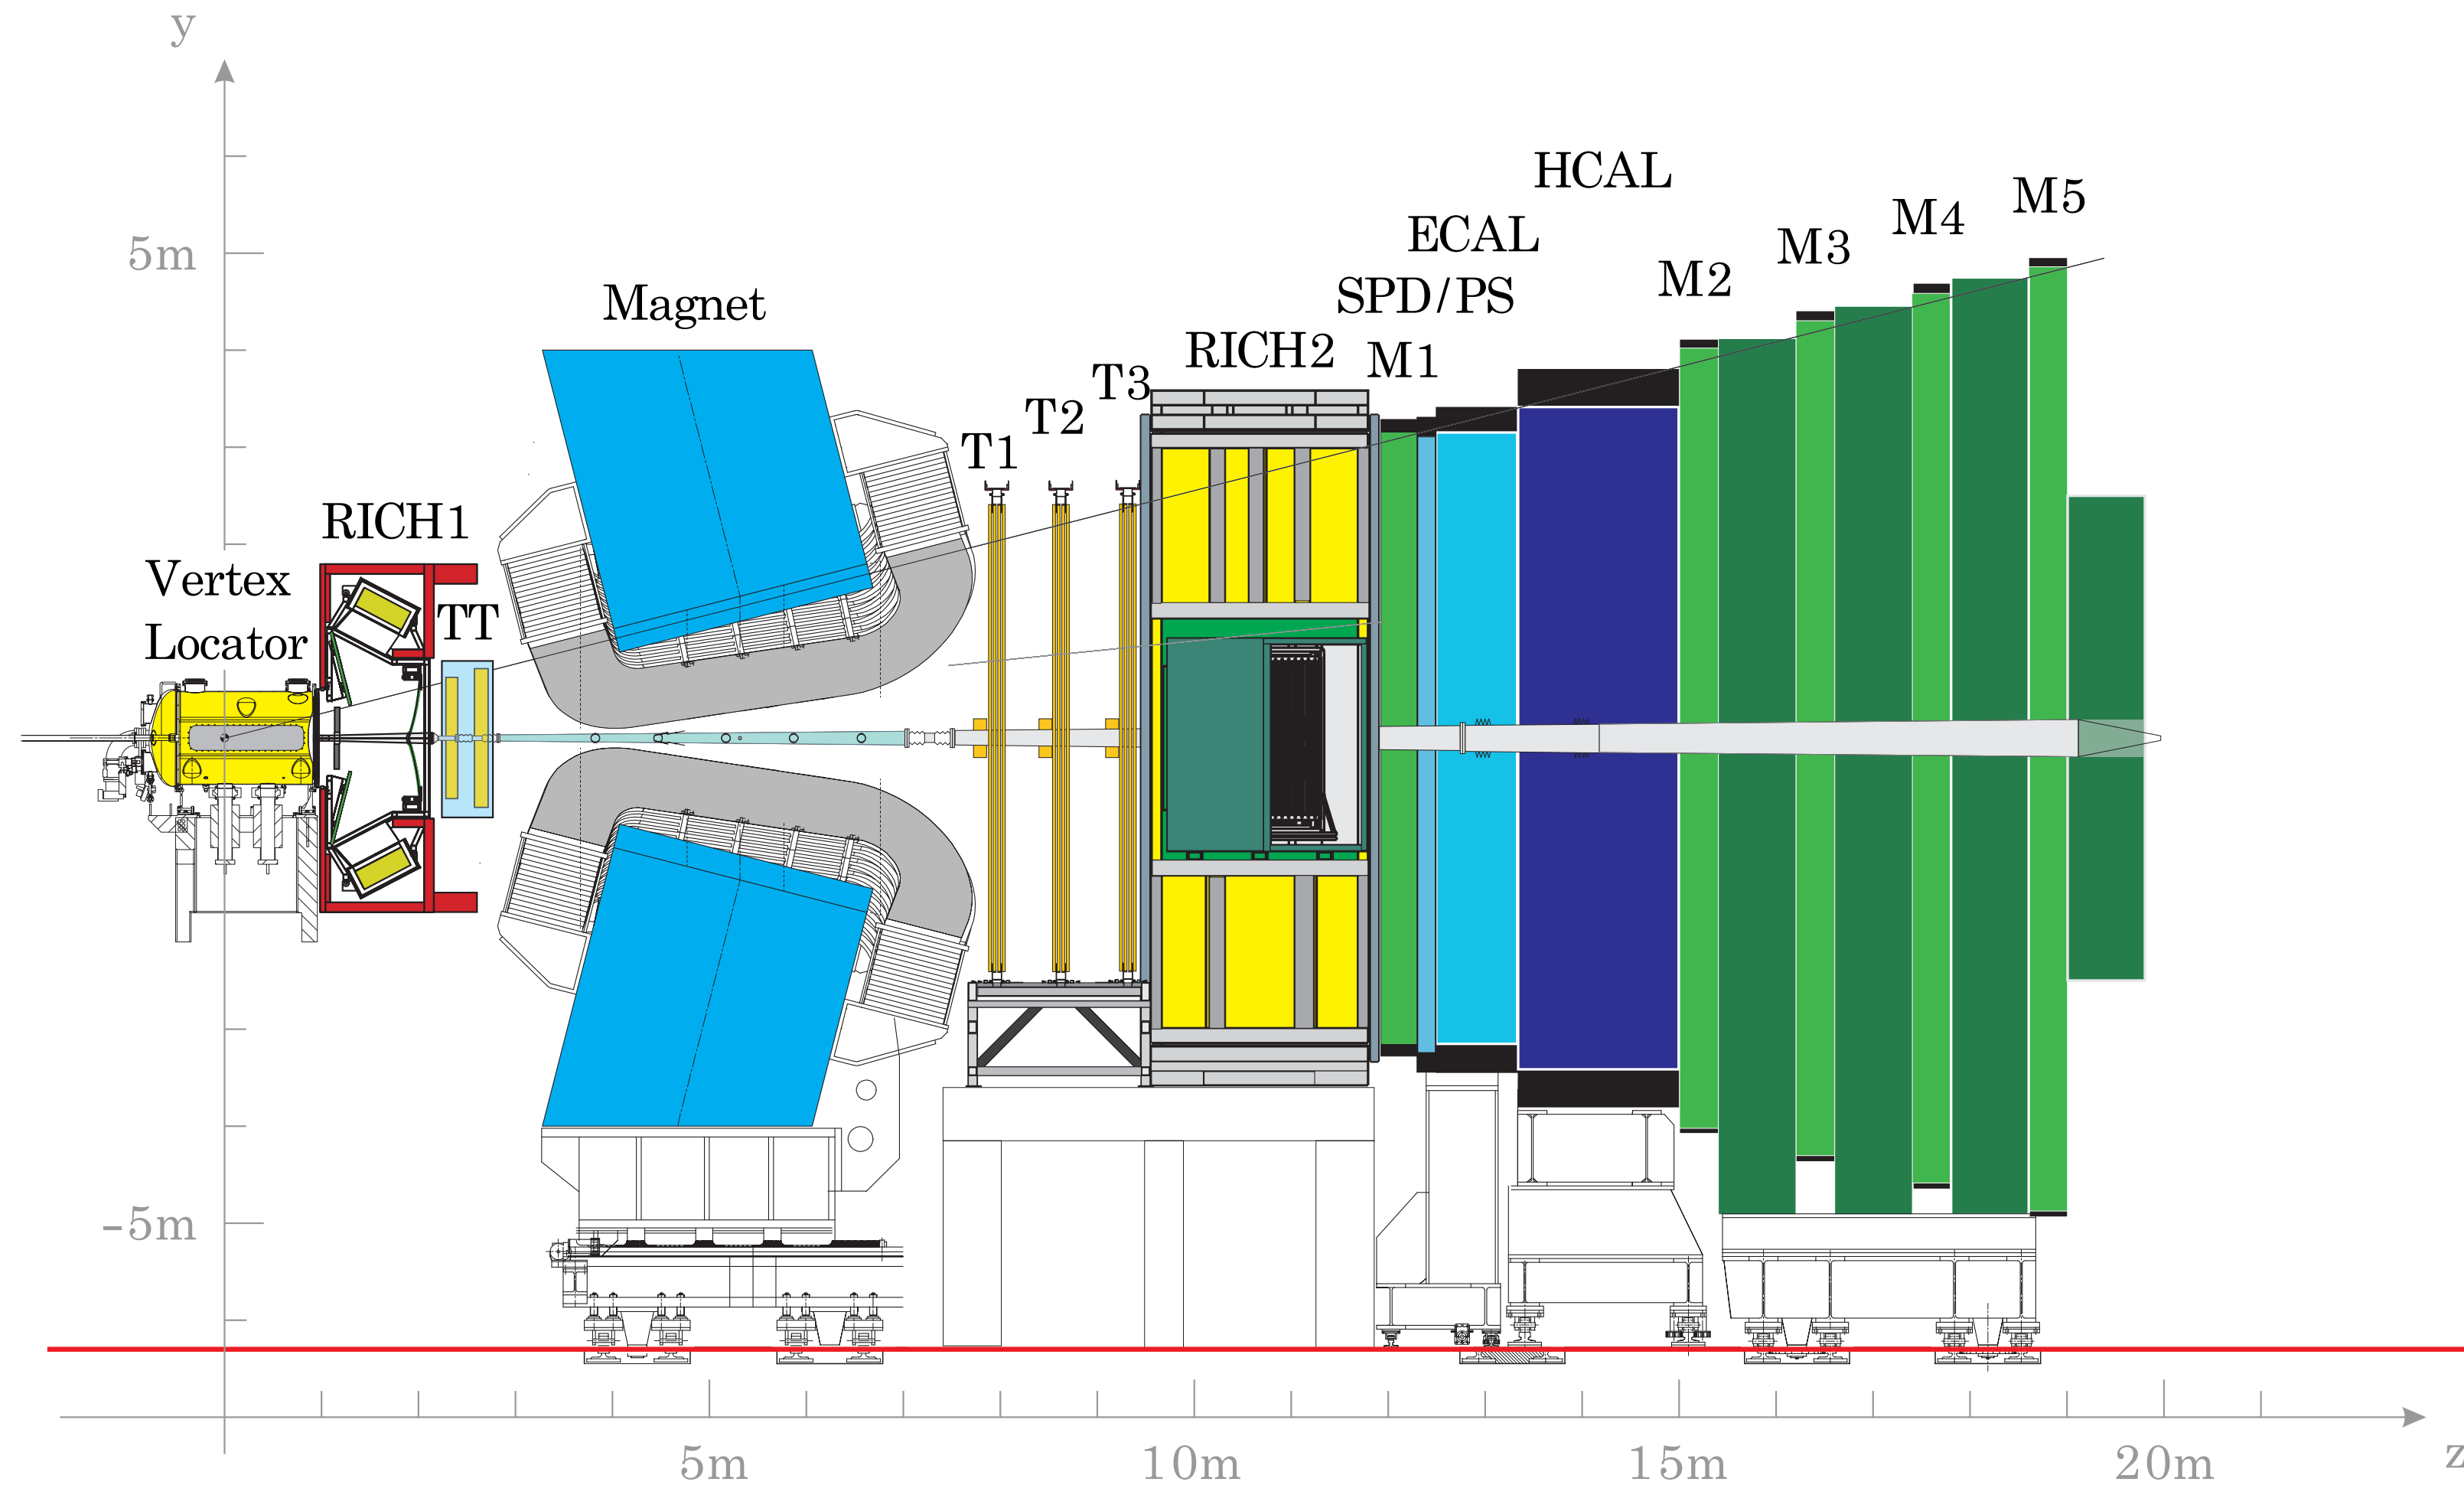 y
HCAL
M5
M4
ECAL
M3
5m
M2
SPD/PS
Magnet
RICH2
M1
T3
T2
T1
RICH1
Vertex
Locator
TT
-5m
5m
10m
15m
20m
z